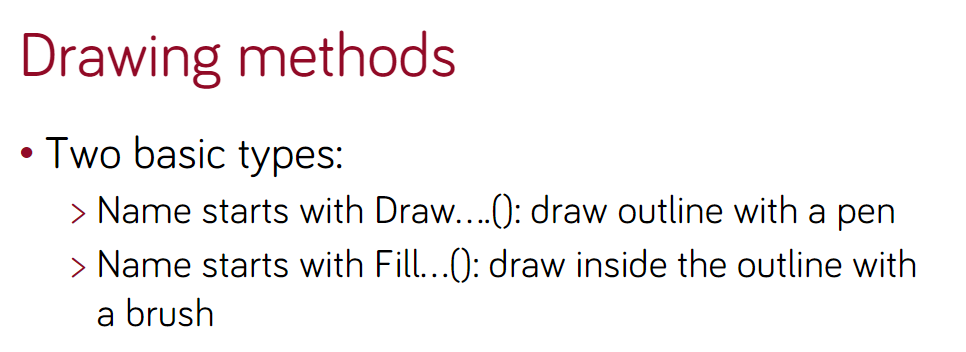 Drawing methods
• Two basic types:
> Name starts with Draw….(): draw outline with a pen
> Name starts with Fill…(): draw inside the outline with
a brush